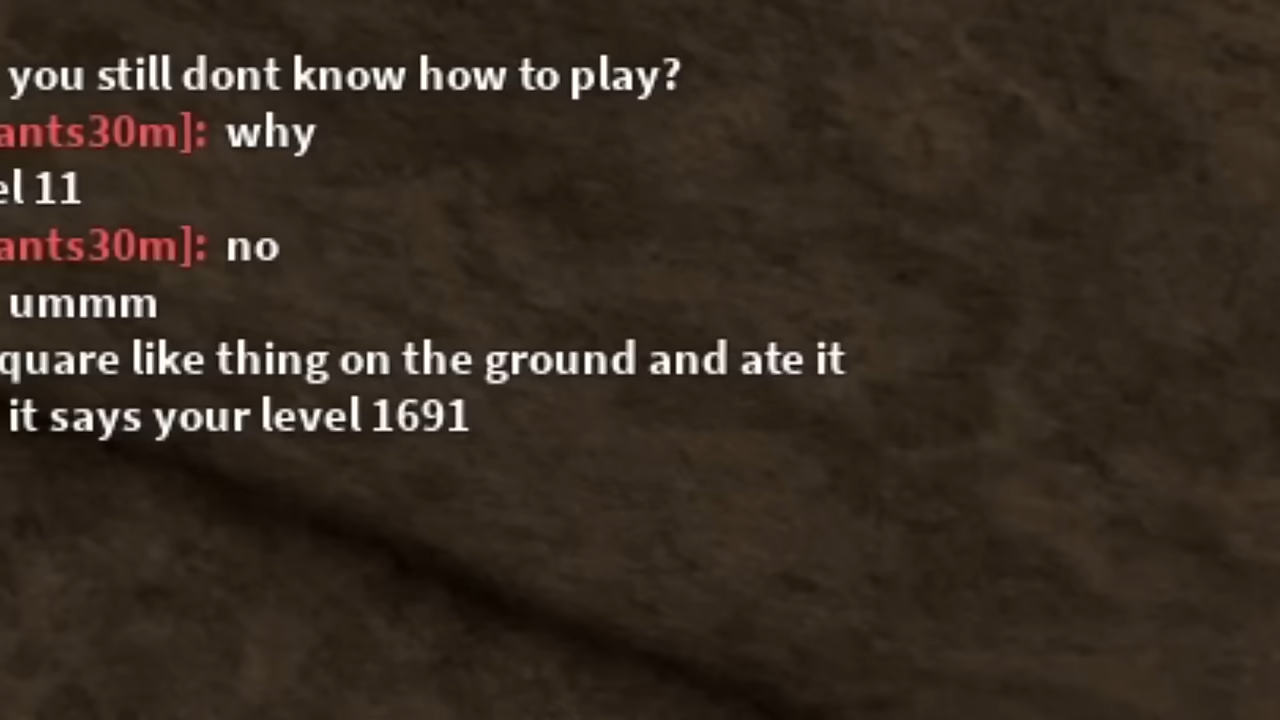 you still dont know how to play?
ants30m]: why
el 11
ants30m]: no
ummm
quare like thing on the ground and ate it
it says your level 1691